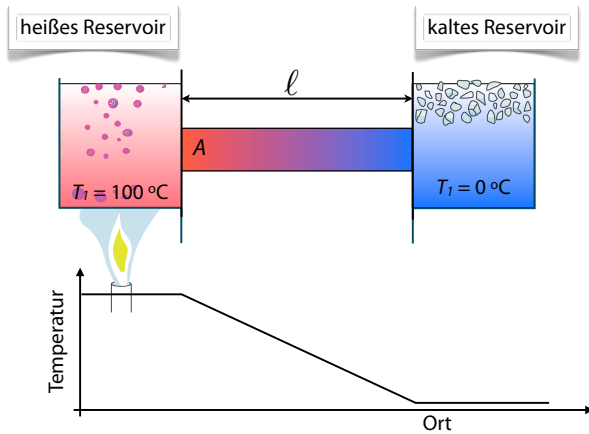 heißes Reservoir
kaltes Reservoir
ℓ
A
T₁ = 100 °C
T₁ = 0 °C
Temperatur
Ort